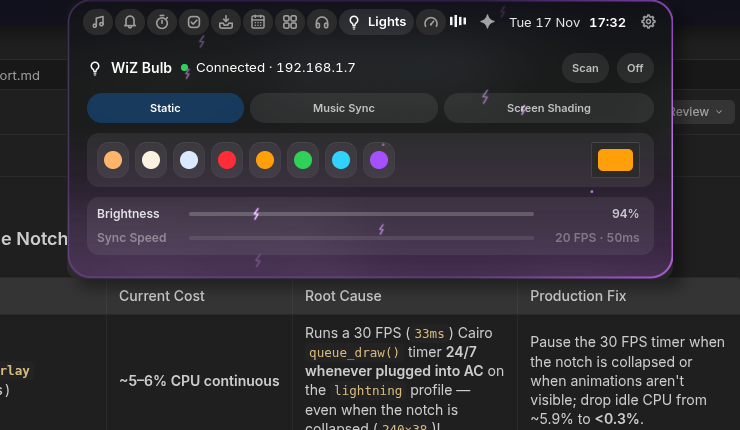 Lights
Tue 17 Nov 17:32
ort.md
WiZ Bulb
Connected · 192.168.1.7
Scan
Off
Static
Music Sync
Screen Shading
Review
Brightness
94%
Sync Speed
20 FPS · 50ms
e Notch
Current Cost
Root Cause
Production Fix
rlay
s)
~5–6% CPU continuous
Runs a 30 FPS ( 33ms ) Cairo
queue_draw() timer 24/7
whenever plugged into AC on
the lightning profile —
even when the notch is
collapsed ( 240x38 )!
Pause the 30 FPS timer when
the notch is collapsed or
when animations aren't
visible; drop idle CPU from
~5.9% to <0.3%.